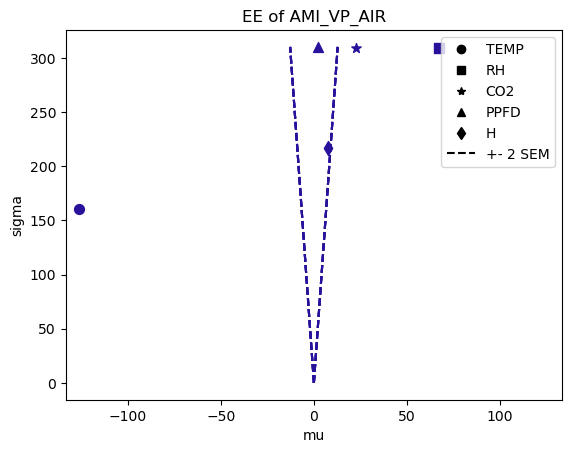 EE of AMI_VP_AIR
TEMP
RH
CO2
PPFD
H
+- 2 SEM
300
250
200
150
100
50
0
sigma
−100
−50
0
50
100
mu